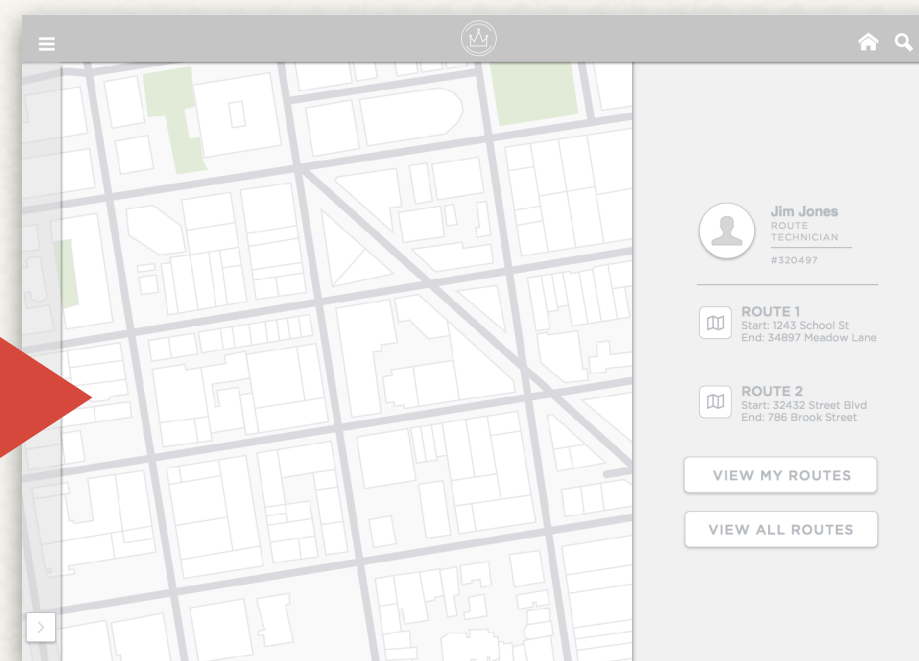 Jim Jones
ROUTE
TECHNICIAN
#320497
ROUTE 1
Start: 1243 School St
End: 34897 Meadow Lane
ROUTE 2
Start: 32432 Street Blvd
End: 786 Brook Street
VIEW MY ROUTES
VIEW ALL ROUTES